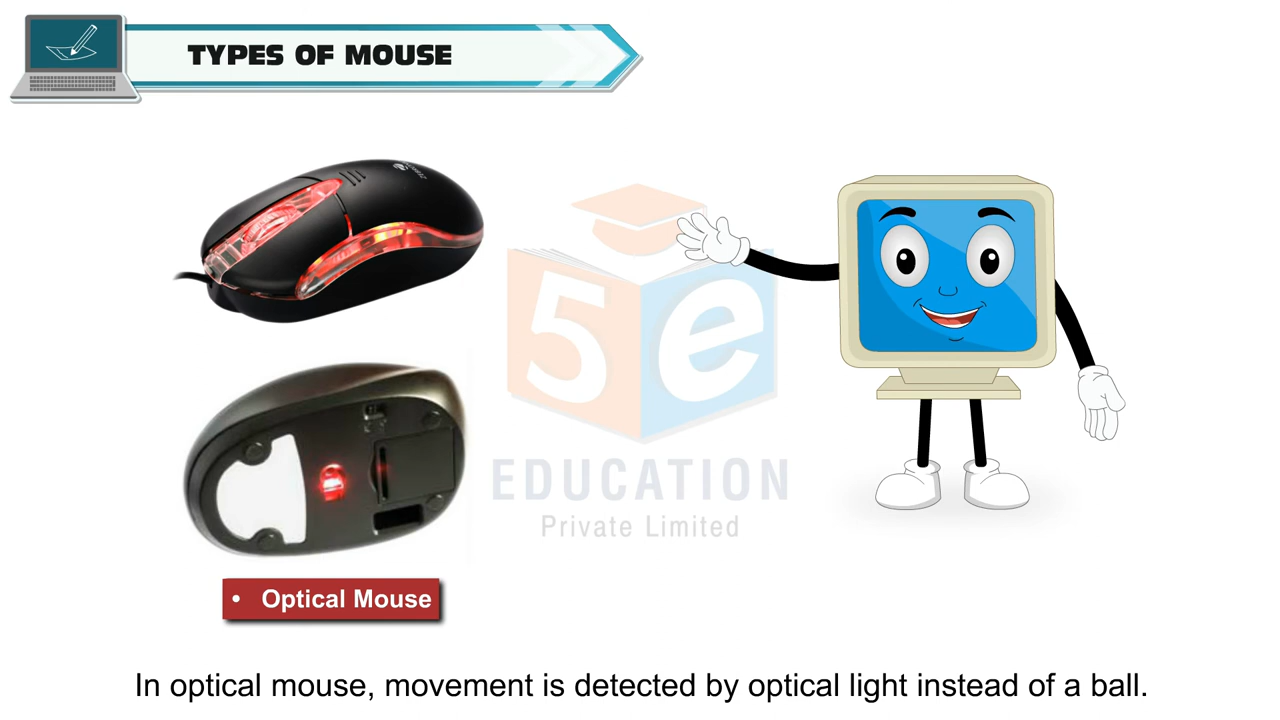 TYPES OF MOUSE
5e
EDUCATION
Private Limited
• Optical Mouse
In optical mouse, movement is detected by optical light instead of a ball.